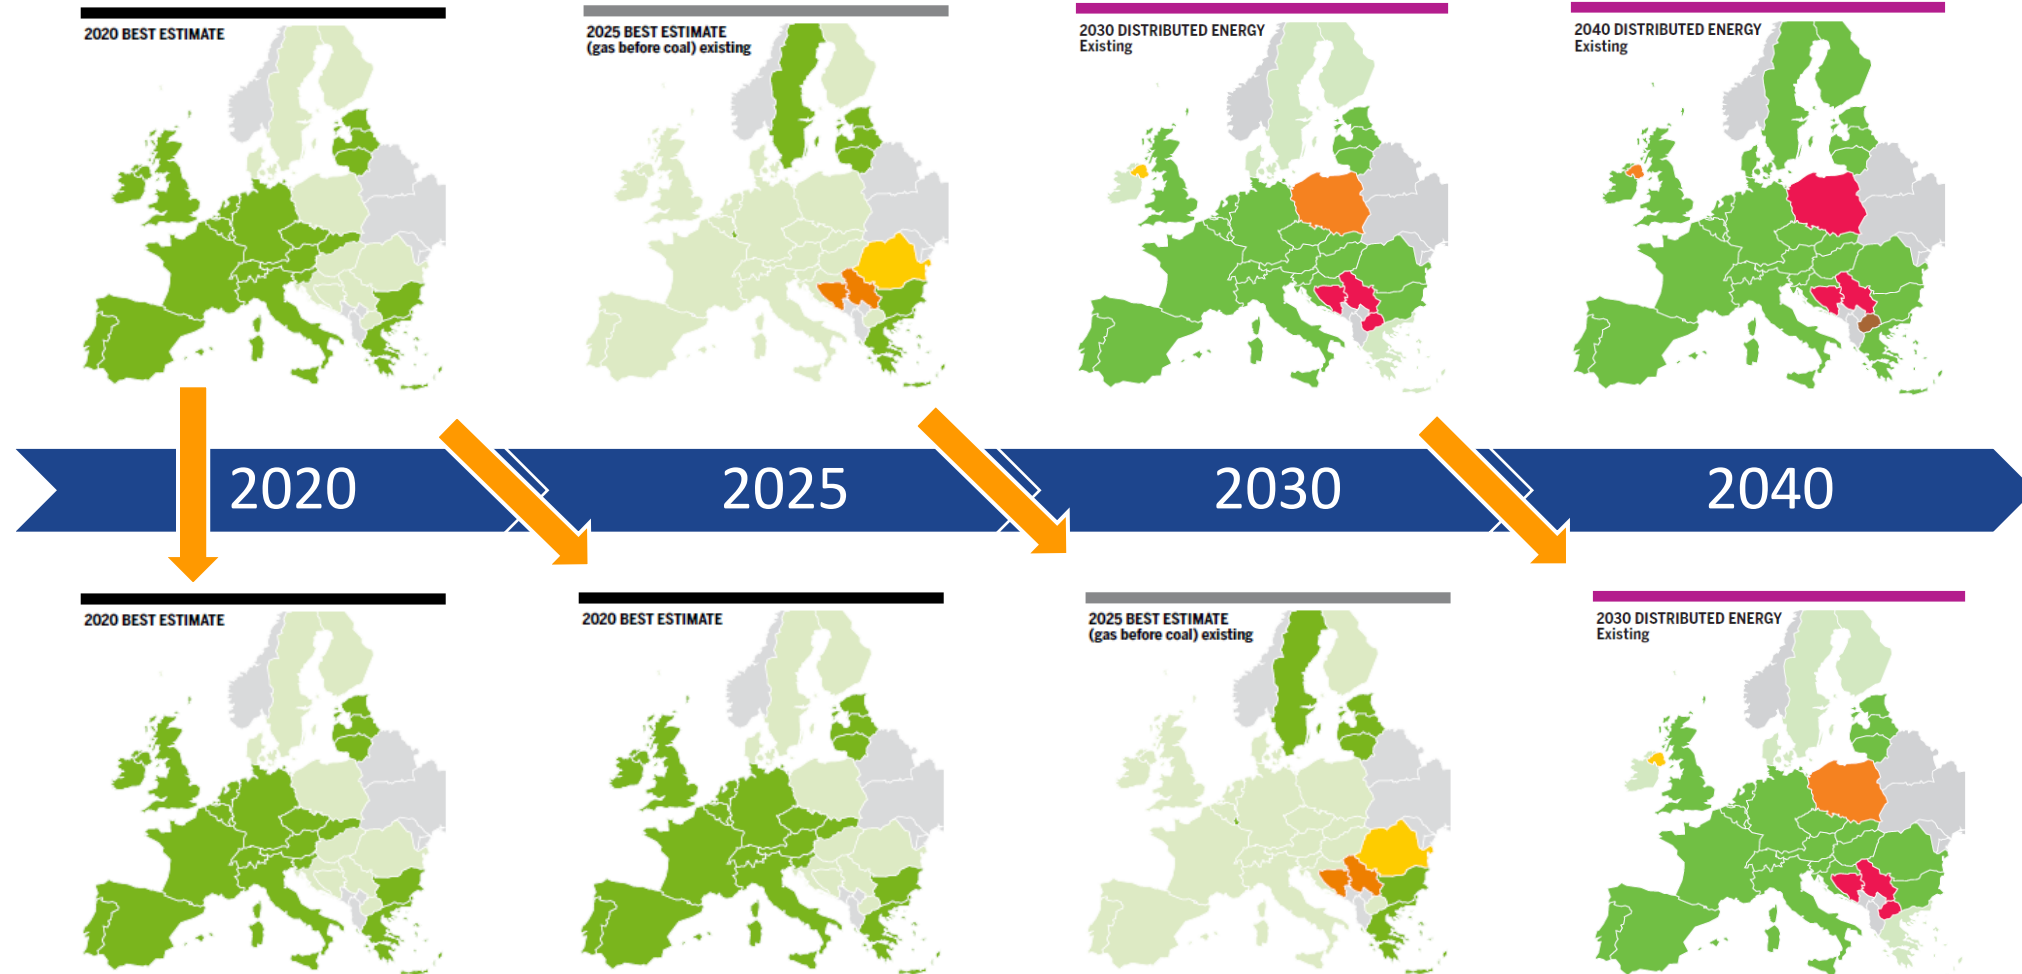 2020 BEST ESTIMATE
2025 BEST ESTIMATE
(gas before coal) existing
2030 DISTRIBUTED ENERGY
Existing
2040 DISTRIBUTED ENERGY
Existing
2020
2025
2030
2040
2020 BEST ESTIMATE
2020 BEST ESTIMATE
2025 BEST ESTIMATE
(gas before coal) existing
2030 DISTRIBUTED ENERGY
Existing